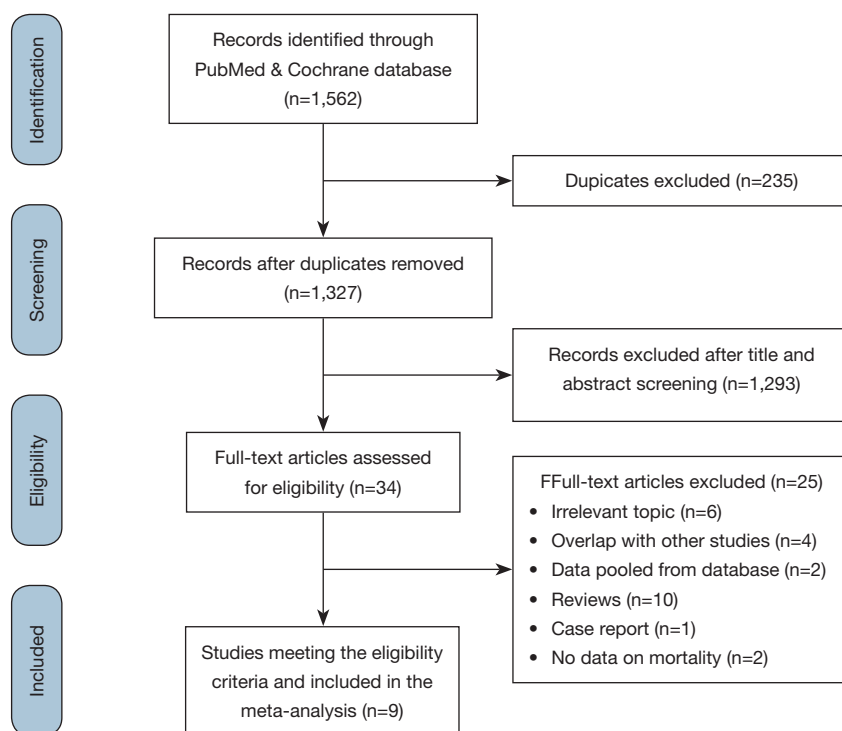 Identification
Records identified through
PubMed & Cochrane database
(n=1,562)
Dupicates excluded (n=235)
Screening
Records after duplicates removed
(n=1,327)
Records excluded after title and
abstract screening (n=1,293)
Eligibility
Full-text articles assessed
for eligibility (n=34)
FFull-text articles excluded (n=25)
• Irrelevant topic (n=6)
• Overlap with other studies (n=4)
• Data pooled from database (n=2)
• Reviews (n=10)
• Case report (n=1)
• No data on mortality (n=2)
Included
Studies meeting the eligibility
criteria and included in the
meta-analysis (n=9)